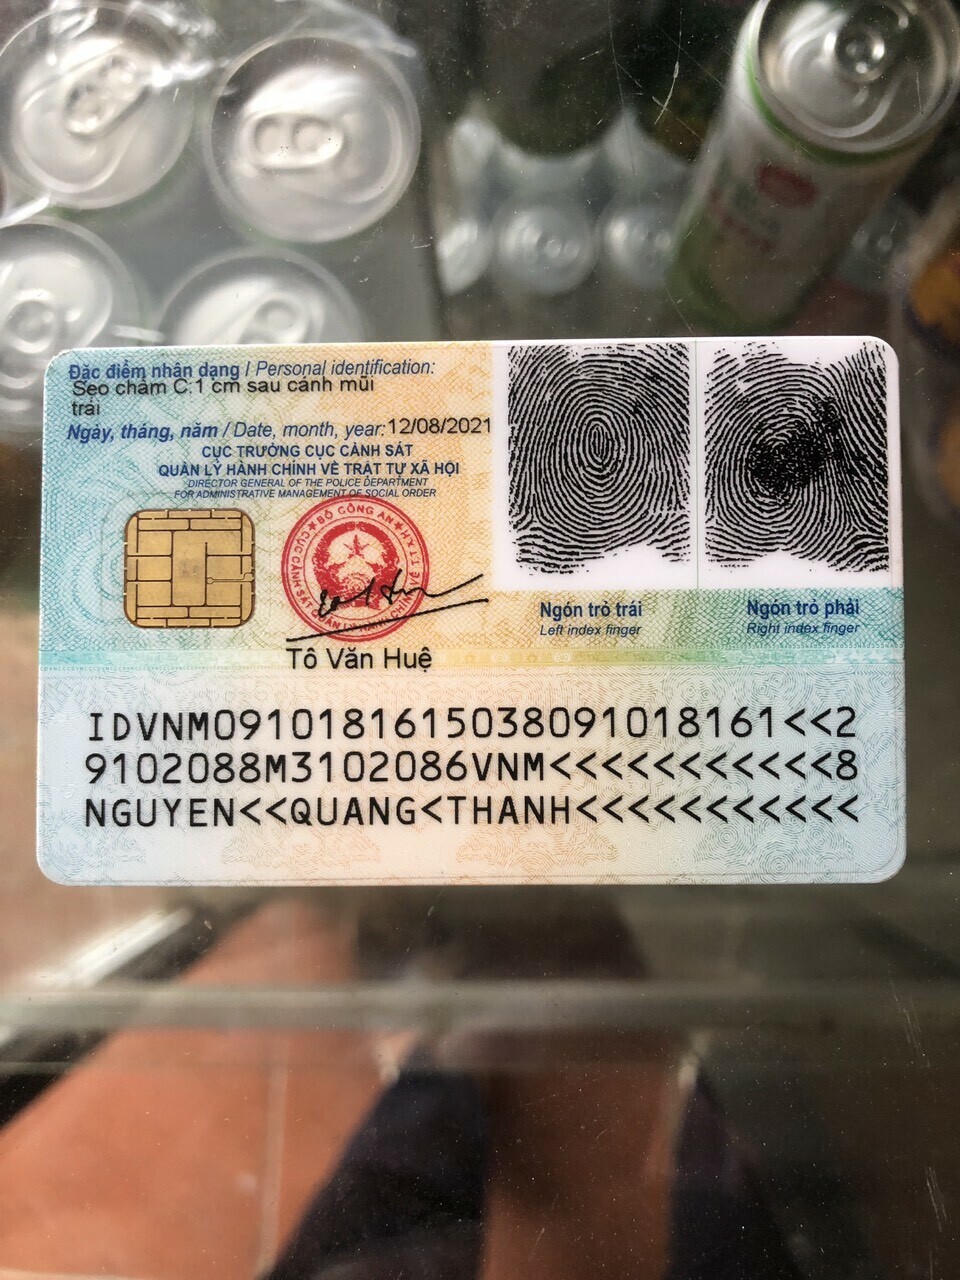 Đặc điểm nhân dạng / Personal identification:
Sẹo chấm C:1 cm sau cánh mũi
trái
Ngày, tháng, năm / Date, month, year: 12/08/2021
CỤC TRƯỞNG CỤC CẢNH SÁT
QUẢN LÝ HÀNH CHÍNH VỀ TRẬT TỰ XÃ HỘI
DIRECTOR GENERAL OF THE POLICE DEPARTMENT
FOR ADMINISTRATIVE MANAGEMENT OF SOCIAL ORDER
BỘ CÔNG AN
Tô Văn Huệ
Ngón trỏ trái
Left index finger
Ngón trỏ phải
Right index finger
IDVNM0910181615038091018161<<2
9102088M3102086VNM<<<<<<<<<<<8
NGUYEN<<QUANG<THANH<<<<<<<<<<<